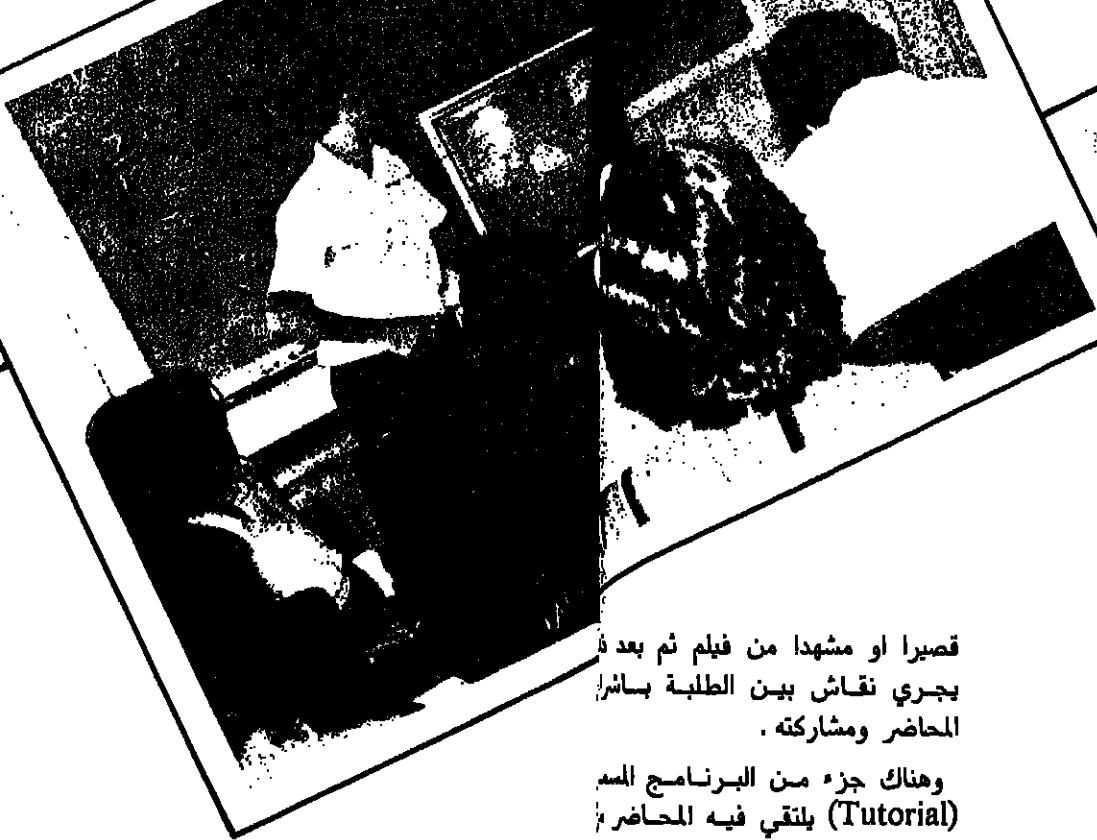 قصيرا او مشهدا من فيلم ثم بعد
يجري نقاش بين الطلبة
المحاضر ومشاركته .
وهناك جزء من البرنامج
(Tutorial) يلتقي فيه المحاضر